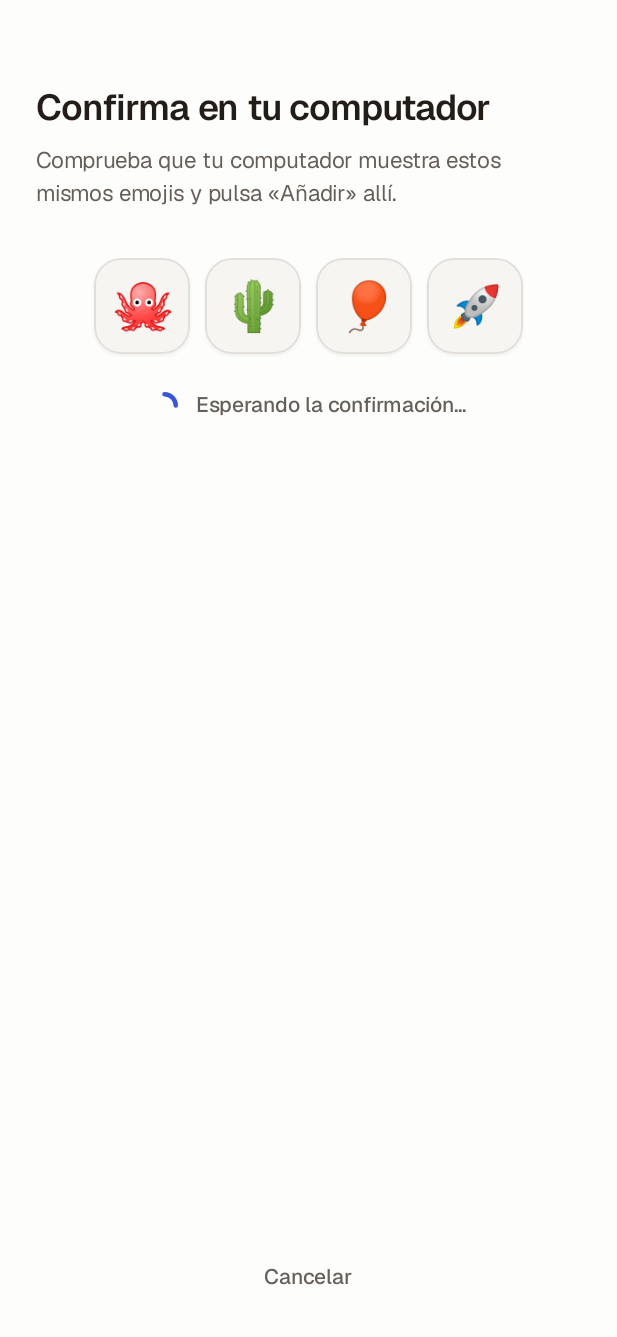 Confirma en tu computador
Comprueba que tu computador muestra estos
mismos emojis y pulsa «Añadir» allí.
Esperando la confirmación...
Cancelar